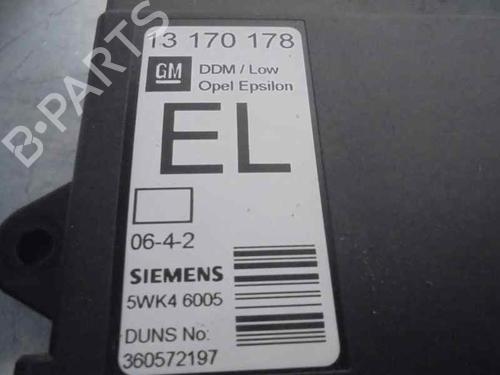 13 170 178
GM
DDM / Low
Opel Epsilon
EL
06-4-2
SIEMENS
5WK4 6005
DUNS No:
360572197
B-PARTS